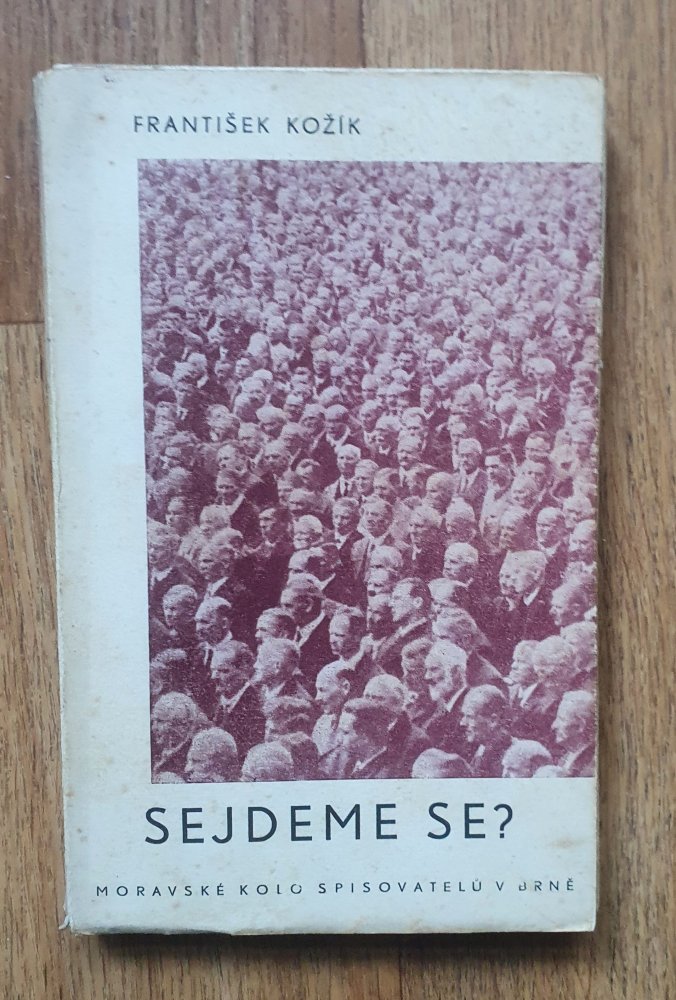 FRANTIŠEK KOŽÍK
SEJDEME SE?
MORAVSKÉ KOLO SPISOVATELŮ V BRNĚ